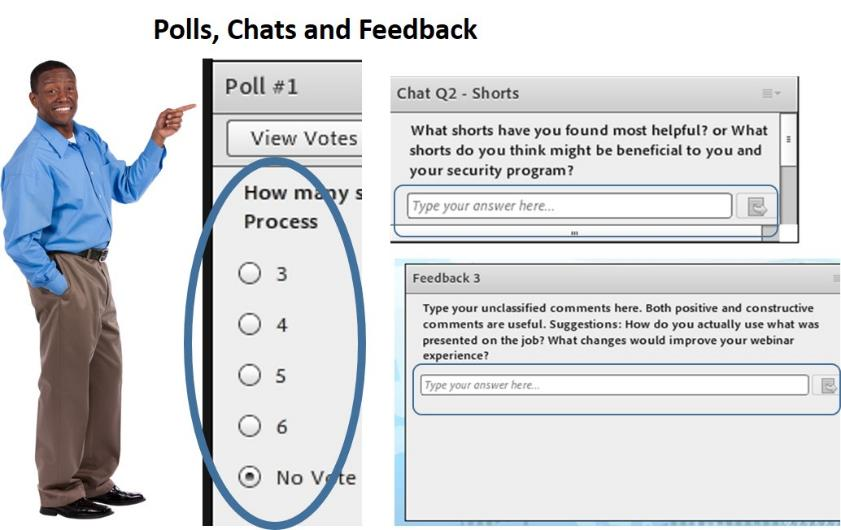 Polls, Chats and Feedback
Poll #1
View Votes
How many s
Process
3
4
5
6
No Vote
Chat Q2 - Shorts
What shorts have you found most helpful? or What
shorts do you think might be beneficial to you and
your security program?
Type your answer here...
Feedback 3
Type your unclassified comments here. Both positive and constructive
comments are useful. Suggestions: How do you actually use what was
presented on the job? What changes would improve your webinar
experience?
Type your answer here...